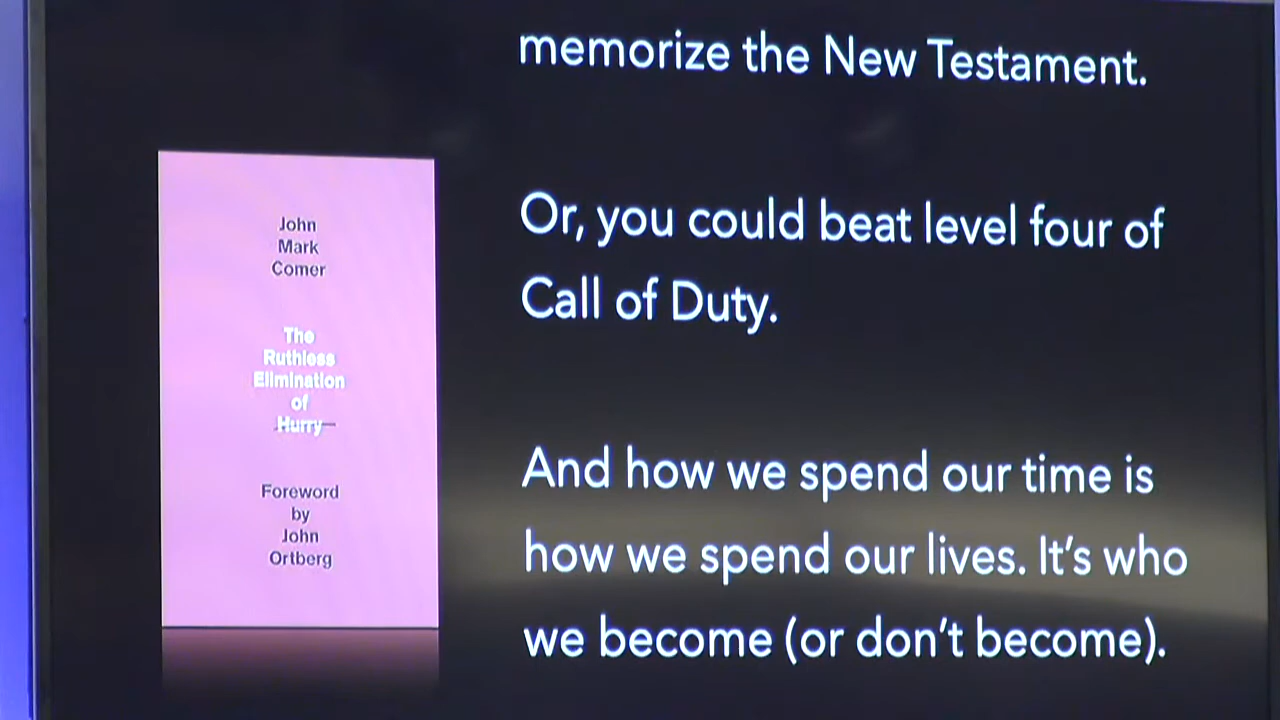 memorize the New Testament.
Or, you could beat level four of
Call of Duty.
And how we spend our time is
how we spend our lives. It's who
we become (or don't become).
John
Mark
Comer
The
Ruthless
Elimination
of
Hurry
Foreword
by
John
Ortberg